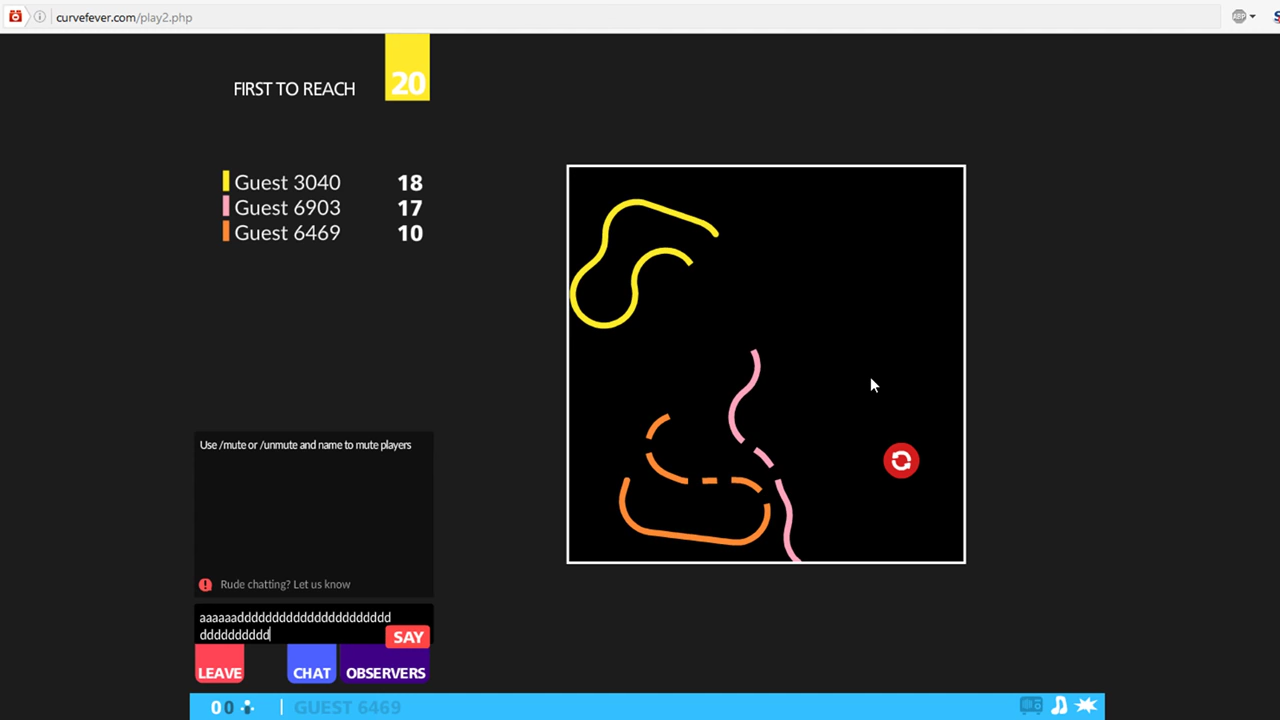 curvefever.com/play2.php
ABP
FIRST TO REACH
20
Guest 3040 18
Guest 6903 17
Guest 6469 10
Use /mute or /unmute and name to mute players
Rude chatting? Let us know
aaaaaadddddddddddddddddddddd
dddddddddd
SAY
LEAVE
CHAT
OBSERVERS
00
GUEST 6469